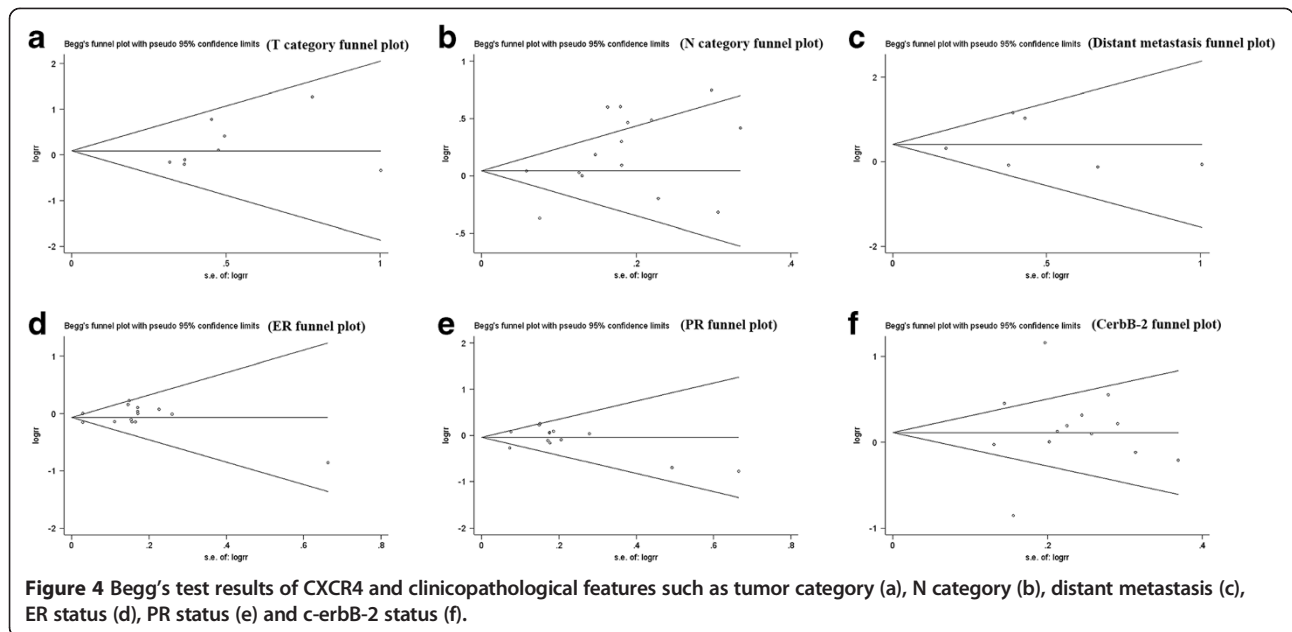 a
Begg's funnel plot with pseudo 95% confidence limits (T category funnel plot)
2
1
0
-1
-2
logrr
0
.5
1
s.e. of: logrr
b
Begg's funnel plot with pseudo 95% confidence limits (N category funnel plot)
1
.5
0
-.5
logrr
0
.2
.4
s.e. of: logrr
c
Begg's funnel plot with pseudo 95% confidence limits (Distant metastasis funnel plot)
2
0
-2
logrr
0
.5
1
s.e. of: logrr
d
Begg's funnel plot with pseudo 95% confidence limits (ER funnel plot)
1
0
-1
-2
logrr
0
.2
.4
.6
.8
s.e. of: logrr
e
Begg's funnel plot with pseudo 95% confidence limits (PR funnel plot)
2
1
0
-1
-2
logrr
0
.2
.4
.6
s.e. of: logrr
f
Begg's funnel plot with pseudo 95% confidence limits (CerbB-2 funnel plot)
1
0
-1
logrr
0
.2
.4
s.e. of: logrr
Figure 4 Begg's test results of CXCR4 and clinicopathological features such as tumor category (a), N category (b), distant metastasis (c),
ER status (d), PR status (e) and c-erbB-2 status (f).